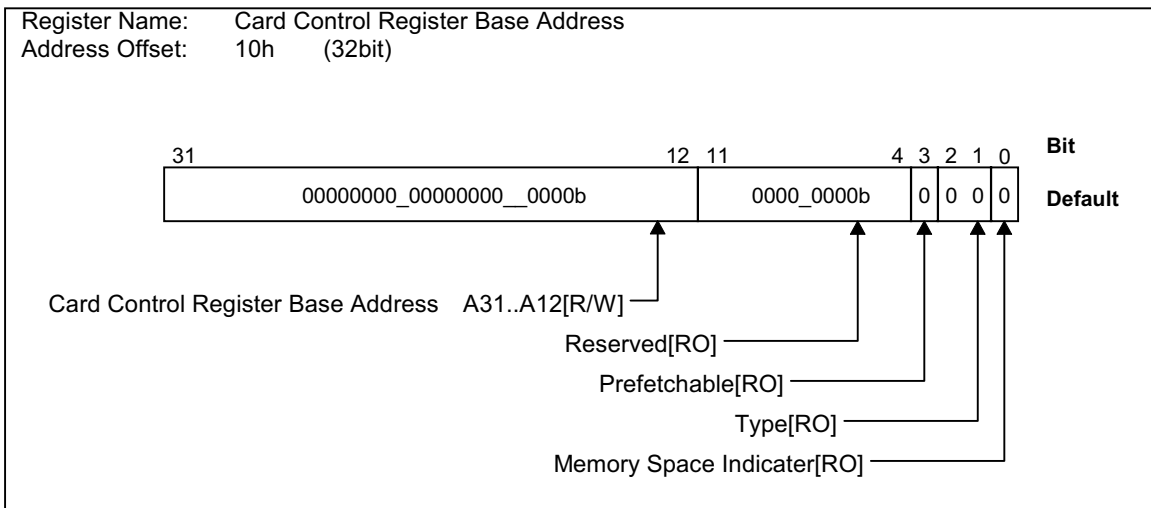 Register Name: Card Control Register Base Address
Address Offset: 10h (32bit)
31 12 11 4 3 2 1 0 Bit
00000000_00000000__0000b 0000_0000b 0 0 0 0 Default
Card Control Register Base Address A31..A12[R/W]
Reserved[RO]
Prefetchable[RO]
Type[RO]
Memory Space Indicater[RO]